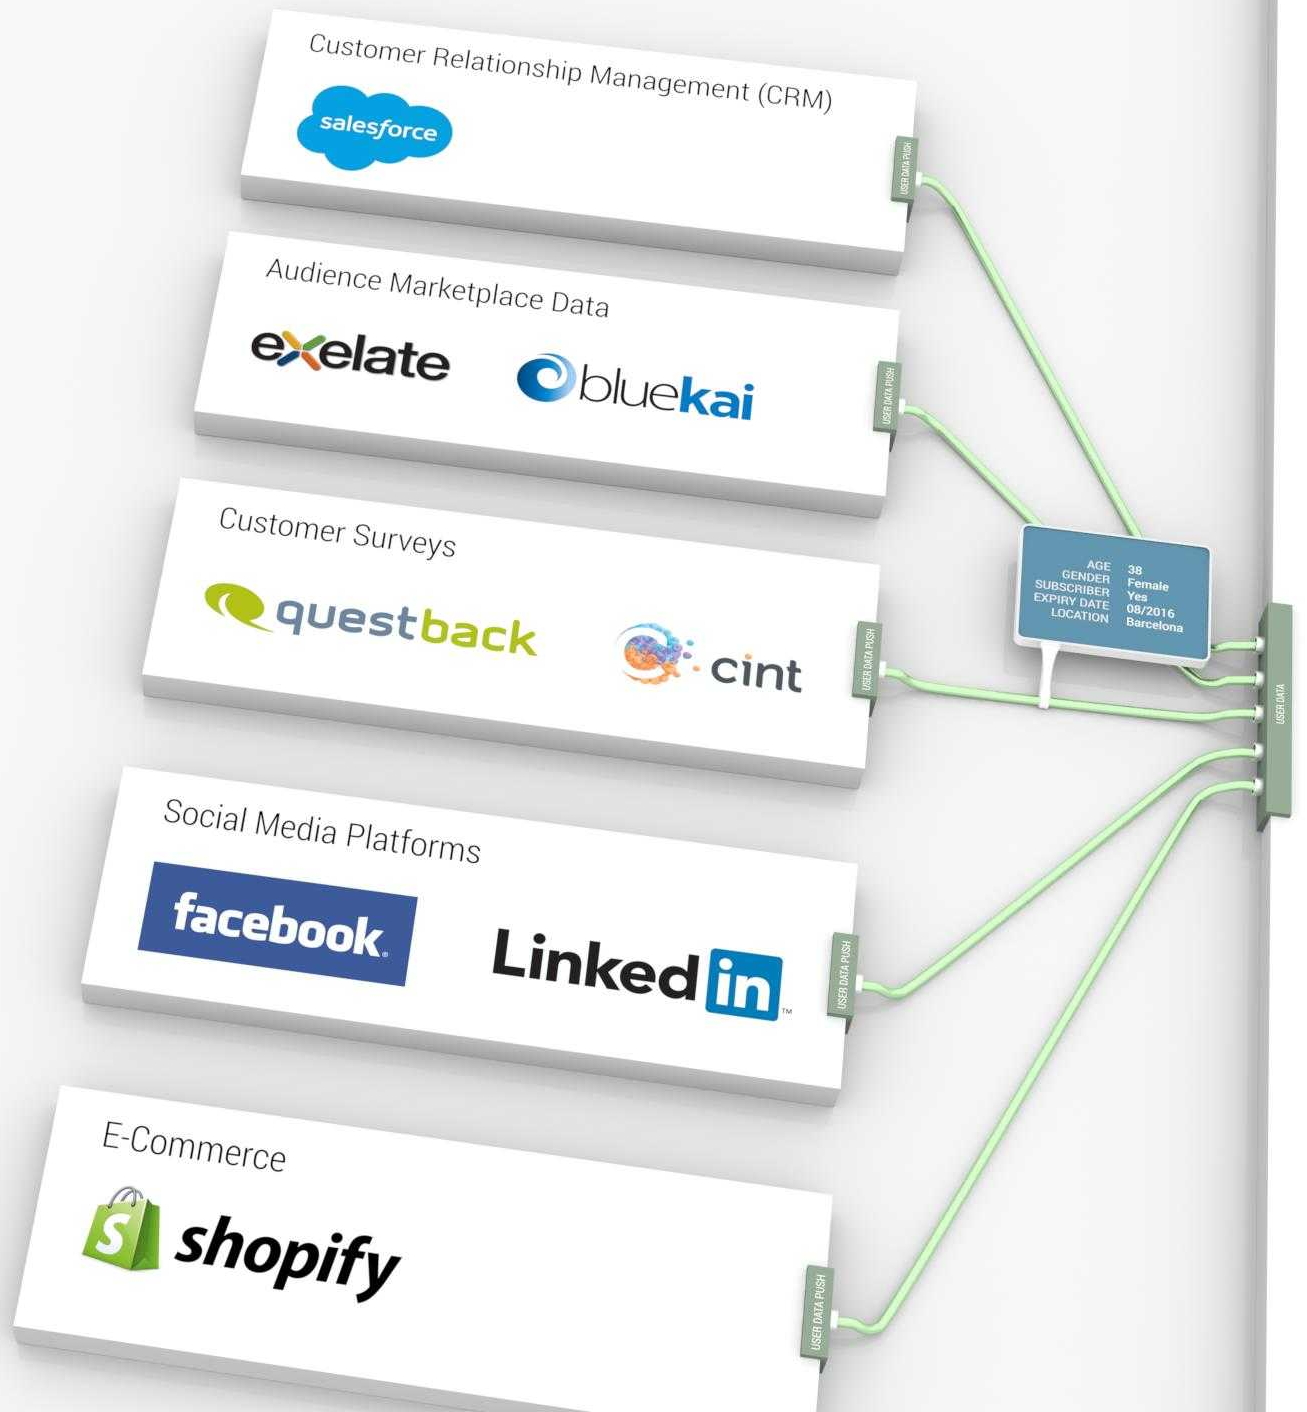 Customer Relationship Management (CRM)
salesforce
USER DATA PUSH
Audience Marketplace Data
exelate
bluekai
USER DATA PUSH
Customer Surveys
questback
cint
USER DATA PUSH
AGE 38
GENDER Female
SUBSCRIBER Yes
EXPIRY DATE 08/2016
LOCATION Barcelona
USER DATA
Social Media Platforms
facebook®
LinkedIn™
USER DATA PUSH
E-Commerce
S
shopify
USER DATA PUSH